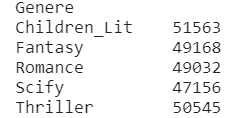 Genere
Children_Lit    51563
Fantasy         49168
Romance         49032
Scify           47156
Thriller        50545